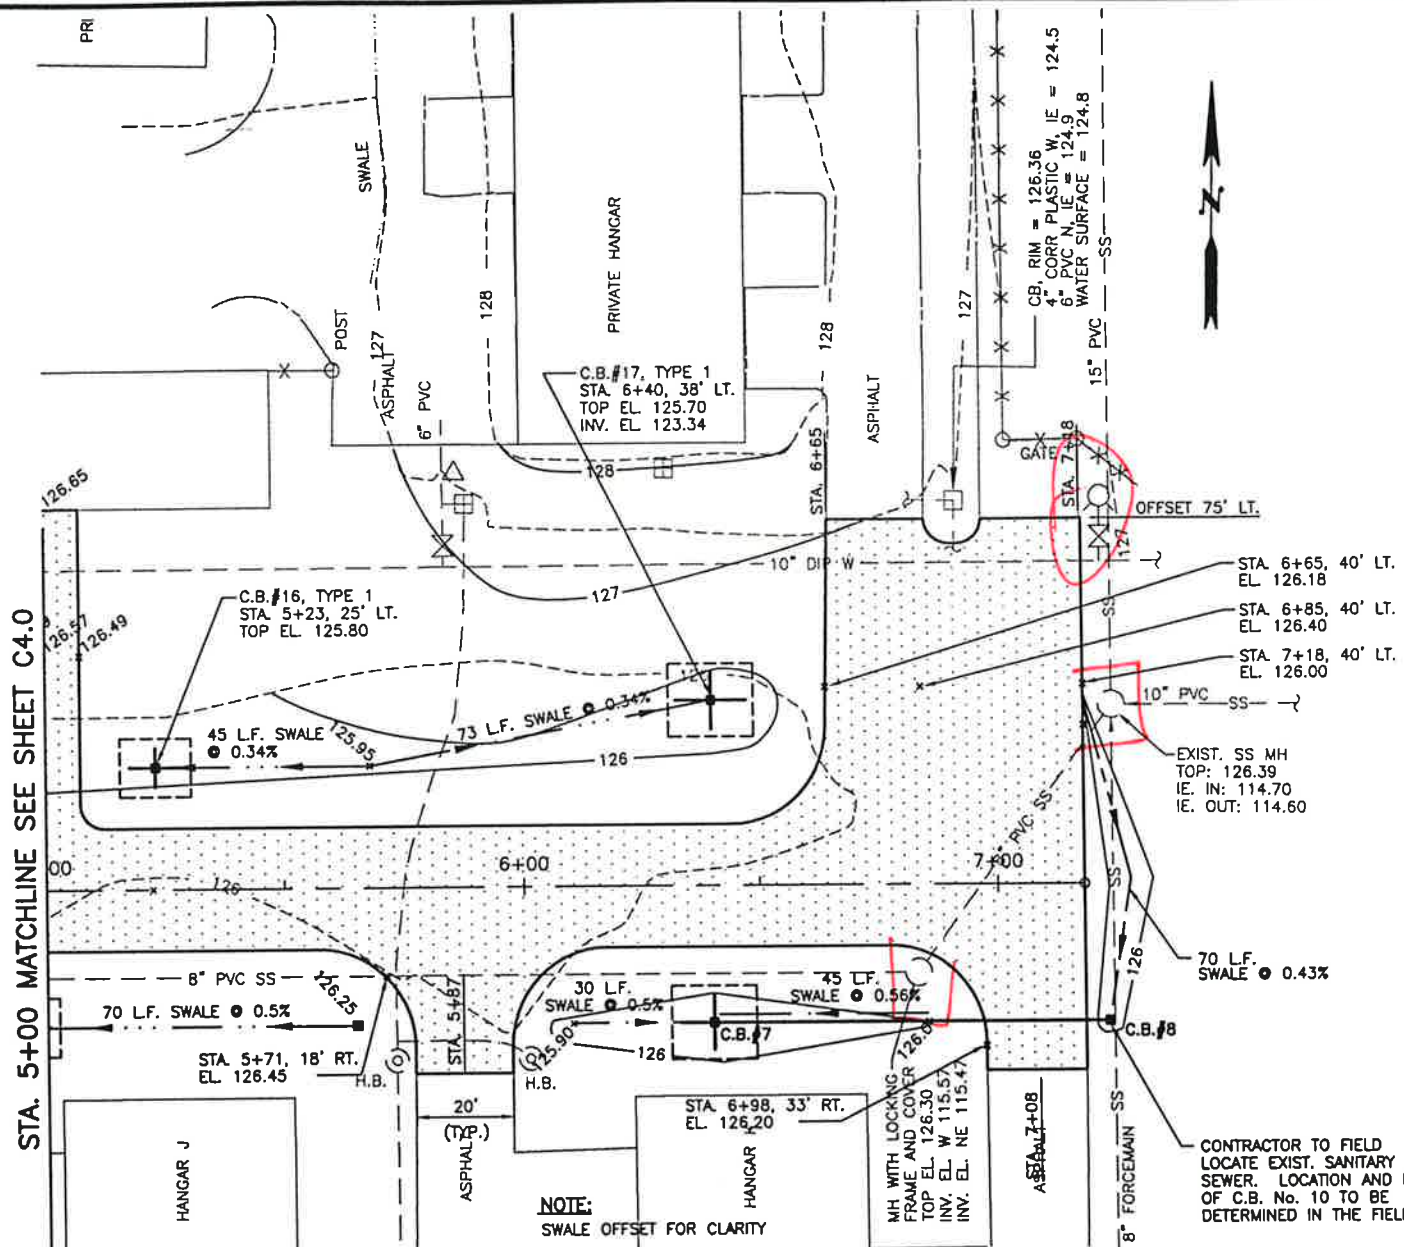 PRI
SWALE
127
ASPHALT
6" PVC
POST
128
PRIVATE HANGAR
128
ASPHALT
127
CB, RIM = 126.36
4" CORR PLASTIC W, IE = 124.5
6" PVC N, IE = 124.9
WATER SURFACE = 124.8
15" PVC
SS
N
C.B.#17, TYPE 1
STA. 6+40, 38' LT.
TOP EL. 125.70
INV. EL. 123.34
128
STA. 6+65
GATE
STA. 7+18
OFFSET 75' LT.
127
126.65
126.57
126.49
10" DIP W
127
SS
STA. 6+65, 40' LT.
EL. 126.18
STA. 6+85, 40' LT.
EL. 126.40
STA. 7+18, 40' LT.
EL. 126.00
C.B.#16, TYPE 1
STA. 5+23, 25' LT.
TOP EL. 125.80
45 L.F. SWALE
@ 0.34%
125.95
73 L.F. SWALE @ 0.34%
126
10" PVC
SS
EXIST. SS MH
TOP: 126.39
IE. IN: 114.70
IE. OUT: 114.60
STA. 5+00 MATCHLINE SEE SHEET C4.0
00
126
6+00
7+00
PVC SS
SS
126
70 L.F.
SWALE @ 0.43%
8" PVC SS
126.25
70 L.F. SWALE @ 0.5%
STA. 5+71, 18' RT.
EL. 126.45
H.B.
STA. 5+87
30 L.F.
SWALE @ 0.5%
125.90
H.B.
126
C.B.#7
45 L.F.
SWALE @ 0.56%
126.0
C.B.#8
STA. 6+98, 33' RT.
EL. 126.20
20'
(TYP.)
ASPHALT
HANGAR J
HANGAR
MH WITH LOCKING
FRAME AND COVER
TOP EL. 126.30
INV. EL. W 115.57
INV. EL. NE 115.47
STA. 7+08
ASPHALT
SS
8" FORCEMAIN
CONTRACTOR TO FIELD
LOCATE EXIST. SANITARY
SEWER. LOCATION AND
OF C.B. No. 10 TO BE
DETERMINED IN THE FIEL
NOTE:
SWALE OFFSET FOR CLARITY